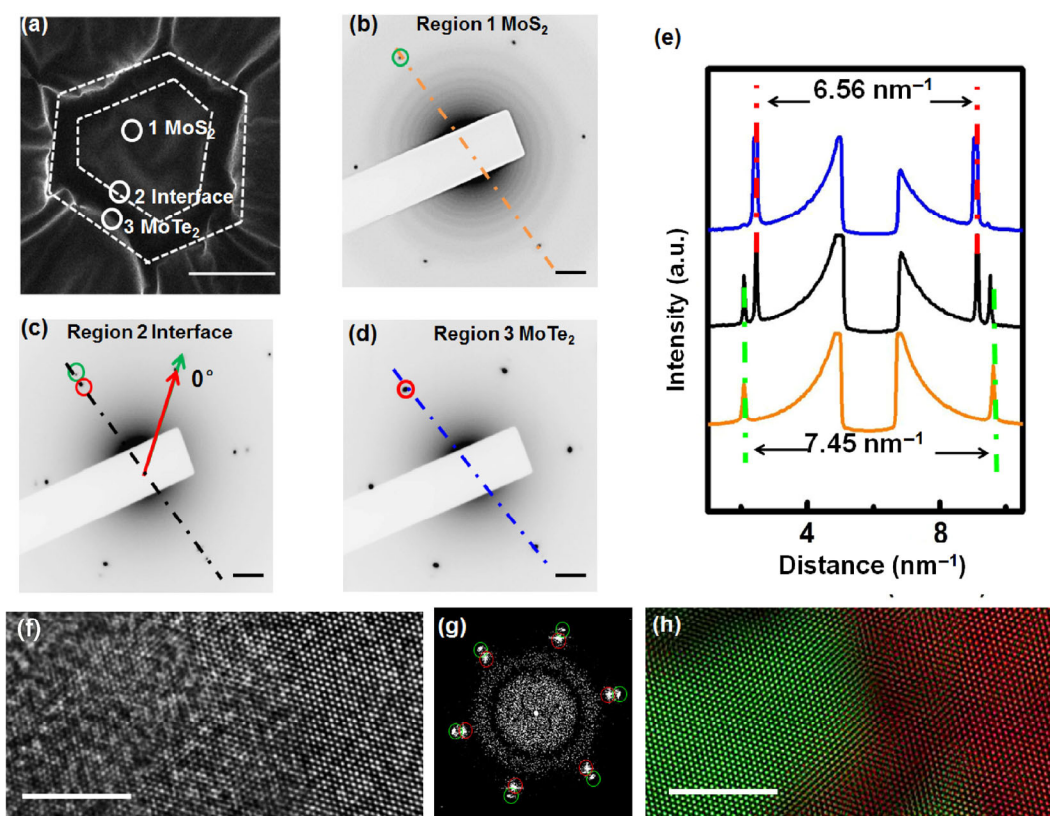 (a)
1 MoS₂
2 Interface
3 MoTe₂
(b)
Region 1 MoS₂
(c)
Region 2 Interface
0°
(d)
Region 3 MoTe₂
(e)
6.56 nm⁻¹
7.45 nm⁻¹
Intensity (a.u.)
4
8
Distance (nm⁻¹)
(f)
(g)
(h)